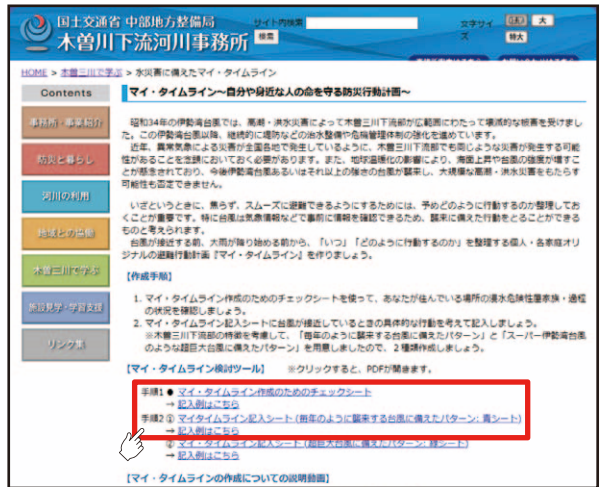 国土交通省 中部地方整備局
木曽川下流河川事務所
サイト内検索
検索
文字サイズ
標準
大
特大
HOME > 木曽三川で学ぶ > 水災害に備えたマイ・タイムライン
Contents
事務所・事業紹介
防災と暮らし
河川の利用
地域との協働
木曽三川で学ぶ
施設見学・学習支援
リンク集
マイ・タイムライン～自分や身近な人の命を守る防災行動計画～
昭和34年の伊勢湾台風では、高潮・洪水災害によって木曽三川下流部が広範囲にわたって壊滅的な被害を受けまし
た。この伊勢湾台風以降、継続的に堤防などの治水整備や危機管理体制の強化を進めています。
近年、異常気象による災害が全国各地で発生しているように、木曽三川下流部でも同じような災害が発生する可能
性があることを念頭においておく必要があります。また、地球温暖化の影響により、海面上昇や台風の強度が増すこ
とが懸念されており、今後伊勢湾台風あるいはそれ以上の強さの台風が襲来し、大規模な高潮・洪水災害をもたらす
可能性も否定できません。
いざというときに、焦らず、スムーズに避難できるようにするためには、予めどのように行動するのか整理してお
くことが重要です。特に台風は気象情報などで事前に情報を確認できるため、襲来に備えた行動をとることができる
ものと考えられます。
台風が接近する前、大雨が降り始める前から、「いつ」「どのように行動するのか」を整理する個人・各家庭オリ
ジナルの避難行動計画『マイ・タイムライン』を作りましょう。
【作成手順】
1. マイ・タイムライン作成のためのチェックシートを使って、あなたが住んでいる場所の浸水危険性屋家族・過程
の状況を確認しましょう。
2. マイ・タイムライン記入シートに台風が接近しているときの具体的な行動を考えて記入しましょう。
※木曽三川下流部の特徴を考慮して、「毎年のように襲来する台風に備えたパターン」と「スーパー伊勢湾台風
のような超巨大台風に備えたパターン」を用意しましたので、2種類作成しましょう。
【マイ・タイムライン検討ツール】 ※クリックすると、PDFが開きます。
手順1 ● マイ・タイムライン作成のためのチェックシート
→ 記入例はこちら
手順2 ① マイタイムライン記入シート (毎年のように襲来する台風に備えたパターン: 青シート)
→ 記入例はこちら
② マイ・タイムライン記入シート (超巨大台風に備えたパターン: 緑シート)
→ 記入例はこちら
【マイ・タイムラインの作成についての説明動画】